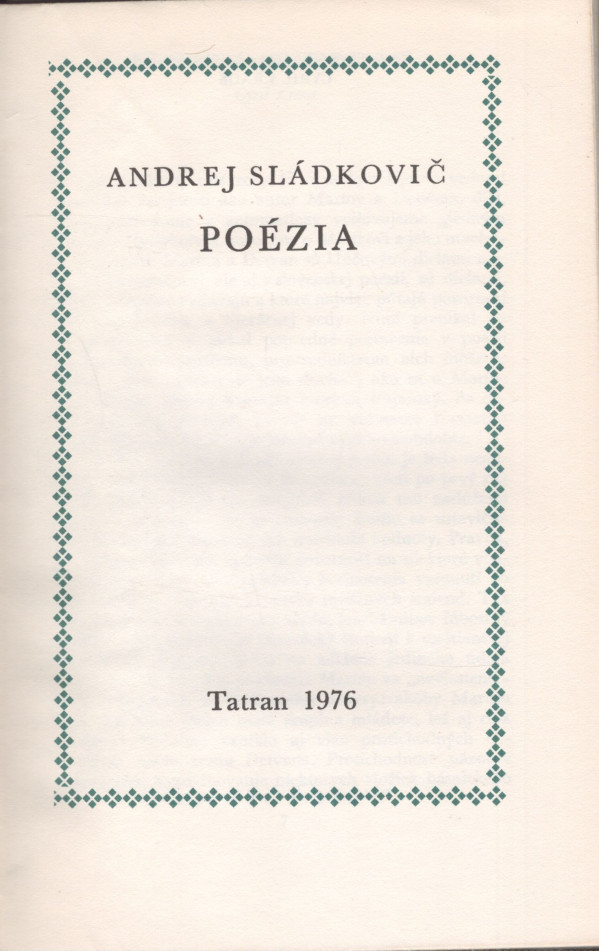 ANDREJ SLÁDKOVIČ
POÉZIA
Tatran 1976